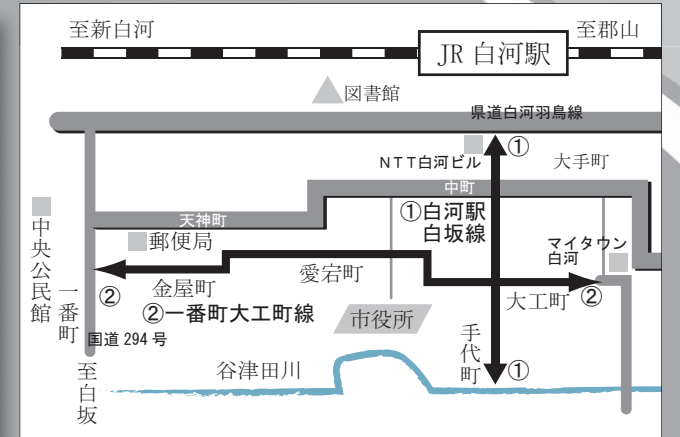 至新白河
JR 白河駅
至郡山
図書館
県道白河羽鳥線
NTT白河ビル
①
大手町
中町
天神町
①白河駅
白坂線
中央公民館
郵便局
マイタウン
白河
愛宕町
一番町
②
金屋町
②一番町大工町線
大工町
②
市役所
国道 294 号
手代町
①
至白坂
谷津田川